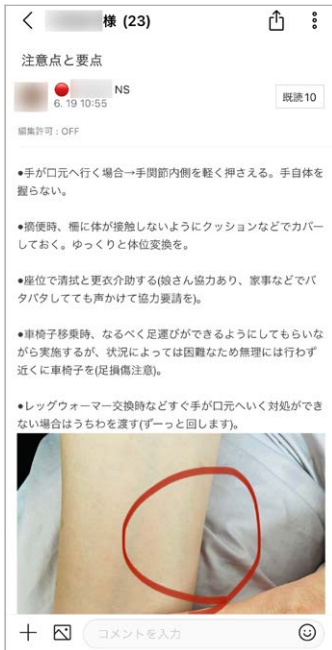 様 (23)
注意点と要点
NS
6. 19 10:55
既読10
編集許可：OFF
●手が口元へ行く場合→手関節内側を軽く押さえる。手自体を
握らない。
●摘便時、柵に体が接触しないようにクッションなどでカバー
しておく。ゆっくりと体位変換を。
●座位で清拭と更衣介助する(娘さん協力あり、家事などでバ
タバタしてても声かけて協力要請を)。
●車椅子移乗時、なるべく足運びができるようにしてもらいな
がら実施するが、状況によっては困難なため無理には行わず
近くに車椅子を(足損傷注意)。
●レッグウォーマー交換時などすぐ手が口元へいく対処ができ
ない場合はうちわを渡す(ずーっと回します)。
コメントを入力